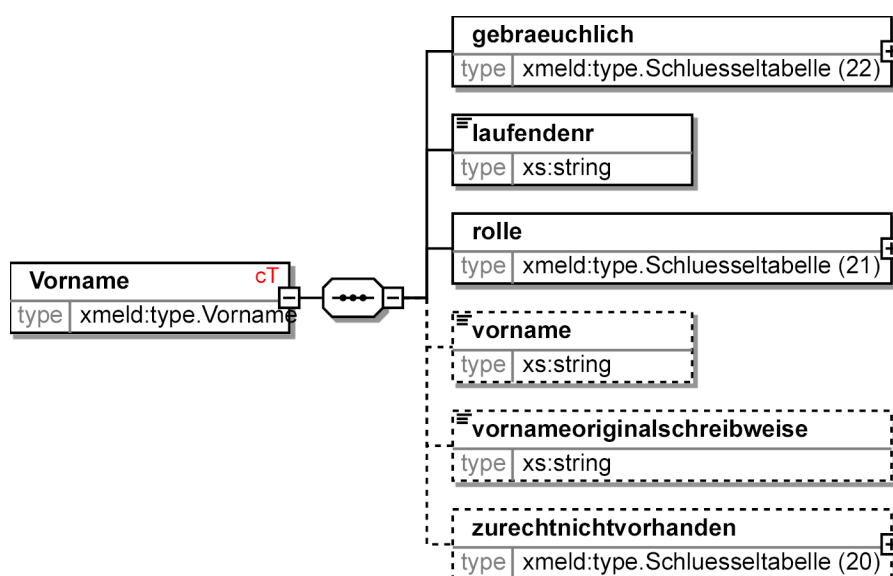 gebraeuchlich
type xmeld:type.Schluesseltabelle (22)
laufendenr
type xs:string
rolle
type xmeld:type.Schluesseltabelle (21)
Vorname cT
type xmeld:type.Vorname
vorname
type xs:string
vornameoriginalschreibweise
type xs:string
zurechtnichtvorhanden
type xmeld:type.Schluesseltabelle (20)